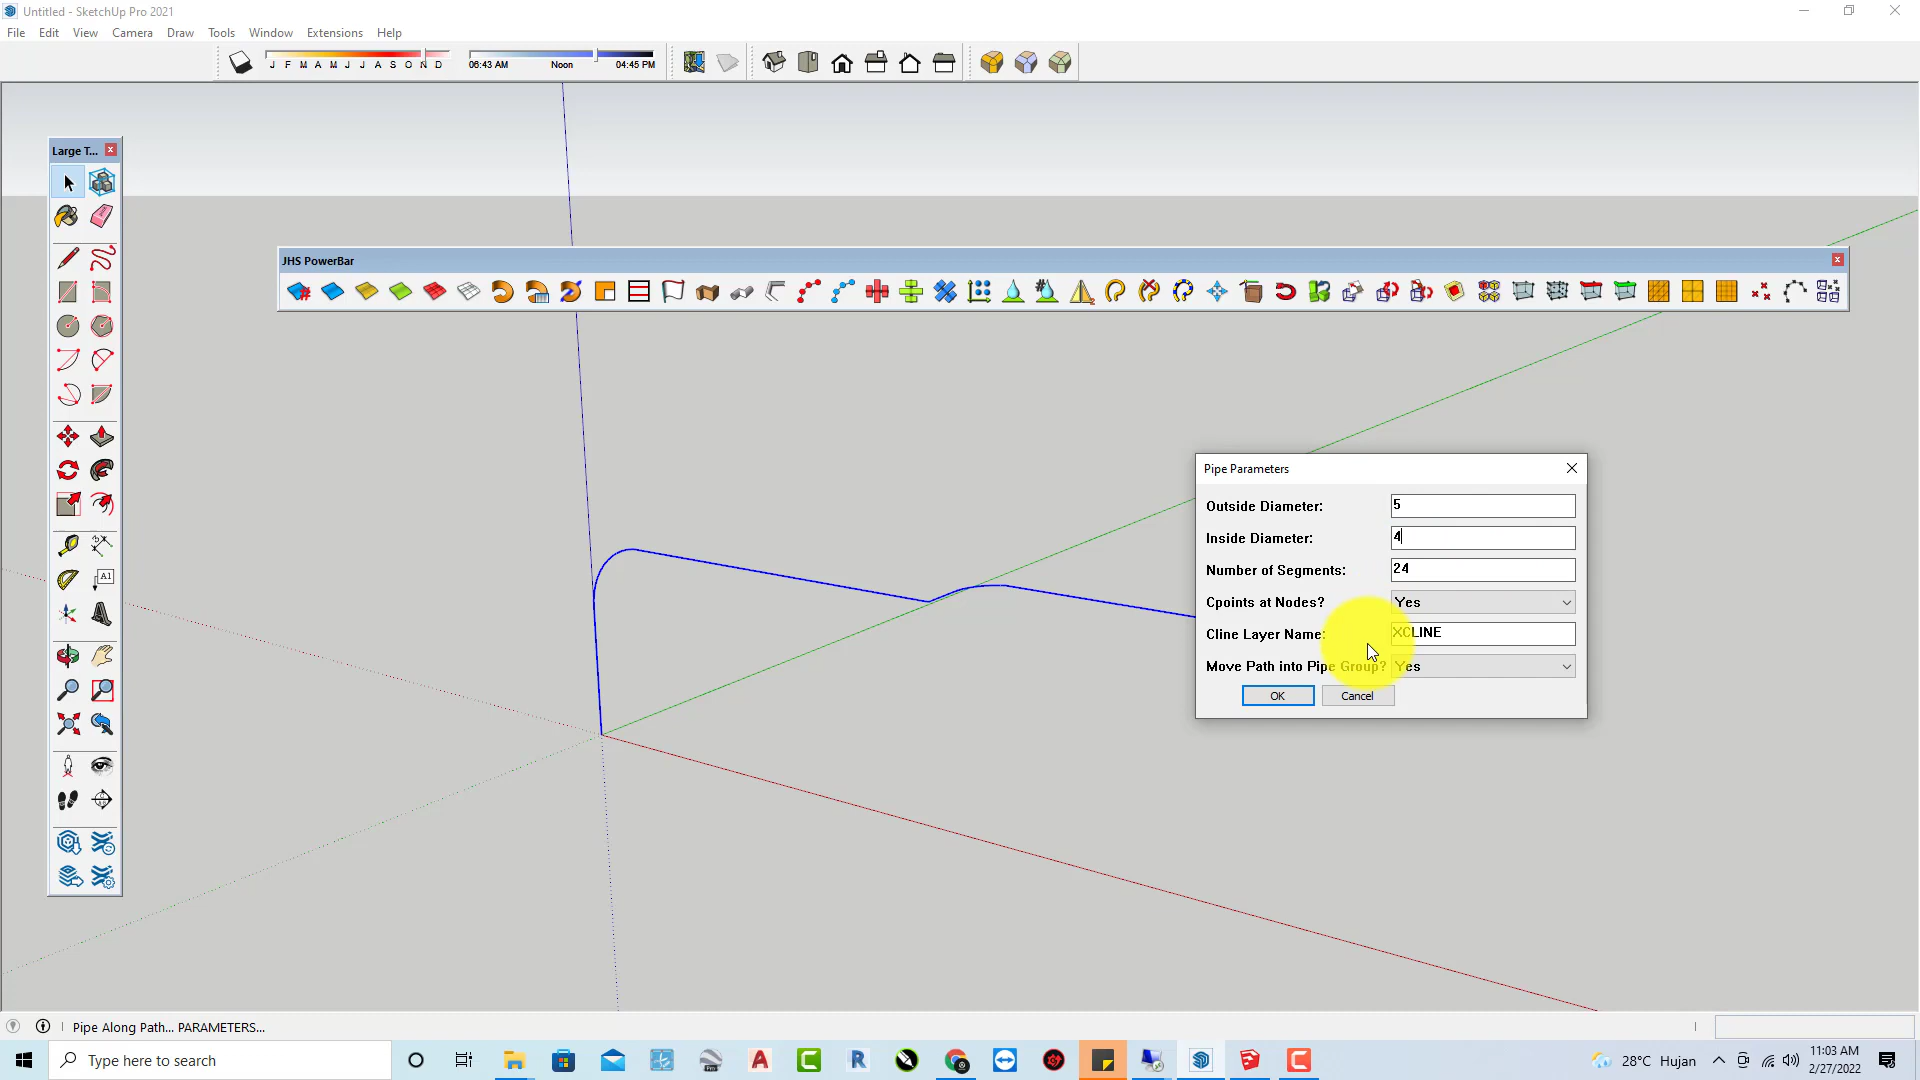 Untitled - SketchUp Pro 2021
File Edit View Camera Draw Tools Window Extensions Help
J F M A M J J A S O N D
06:43 AM Noon 04:45 PM
Large T...
JHS PowerBar
A1
Pipe Parameters
Outside Diameter: 5
Inside Diameter: 4
Number of Segments: 24
Cpoints at Nodes? Yes
Cline Layer Name: XCLINE
Move Path into Pipe Group? Yes
OK Cancel
Pipe Along Path... PARAMETERS...
Type here to search
28°C Hujan
11:03 AM
2/27/2022